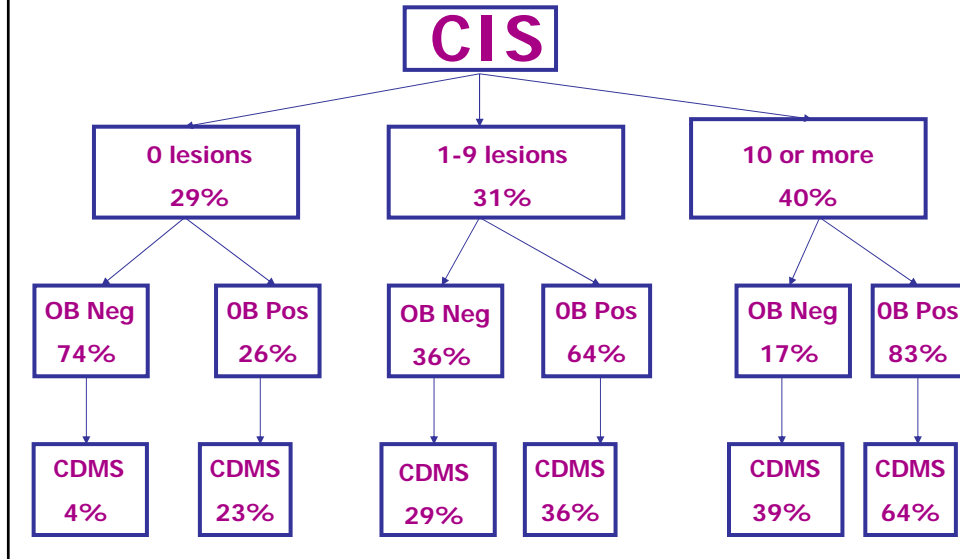 CIS
0 lesions
29%
1-9 lesions
31%
10 or more
40%
OB Neg
74%
0B Pos
26%
OB Neg
36%
0B Pos
64%
OB Neg
17%
0B Pos
83%
CDMS
4%
CDMS
23%
CDMS
29%
CDMS
36%
CDMS
39%
CDMS
64%